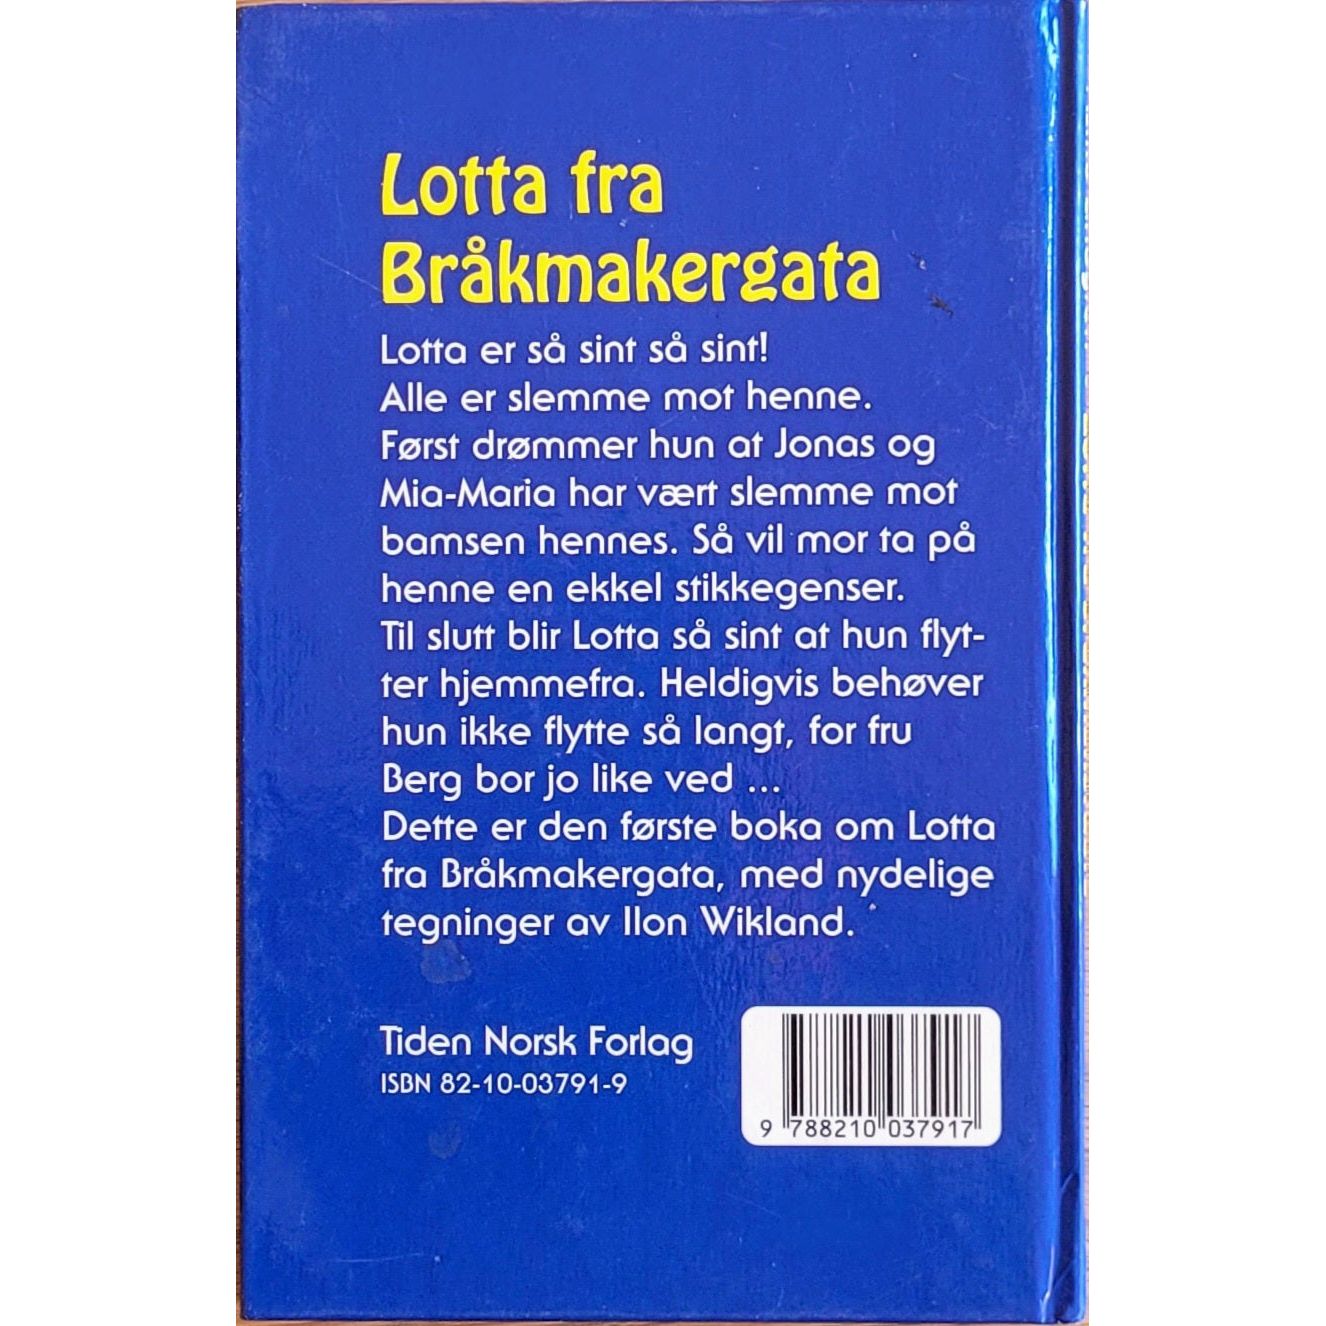 Lotta fra
Bråkmakergata
Lotta er så sint så sint!
Alle er slemme mot henne.
Først drømmer hun at Jonas og
Mia-Maria har vært slemme mot
bamsen hennes. Så vil mor ta på
henne en ekkel stikkegenser.
Til slutt blir Lotta så sint at hun flyt-
ter hjemmefra. Heldigvis behøver
hun ikke flytte så langt, for fru
Berg bor jo like ved ...
Dette er den første boka om Lotta
fra Bråkmakergata, med nydelige
tegninger av Ilon Wikland.
Tiden Norsk Forlag
ISBN 82-10-03791-9
9 788210 037917